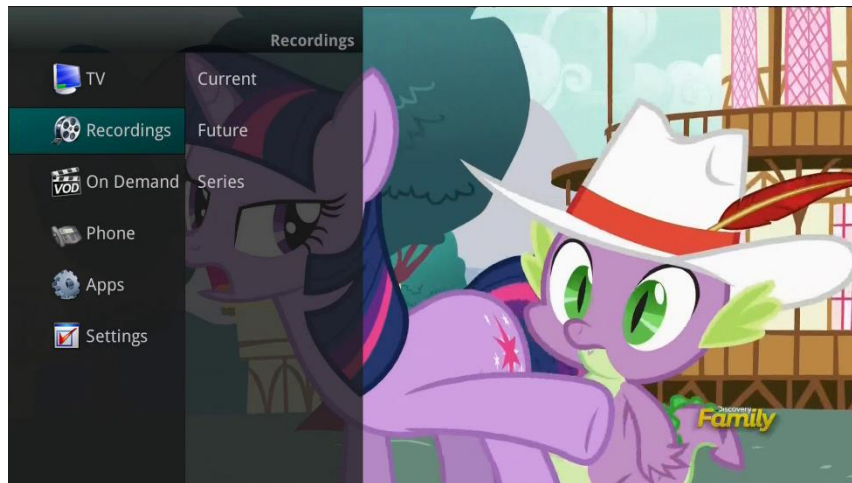 Recordings
TV
Recordings
VOD
On Demand
Phone
Apps
Settings
Current
Future
Series
Discovery
Family